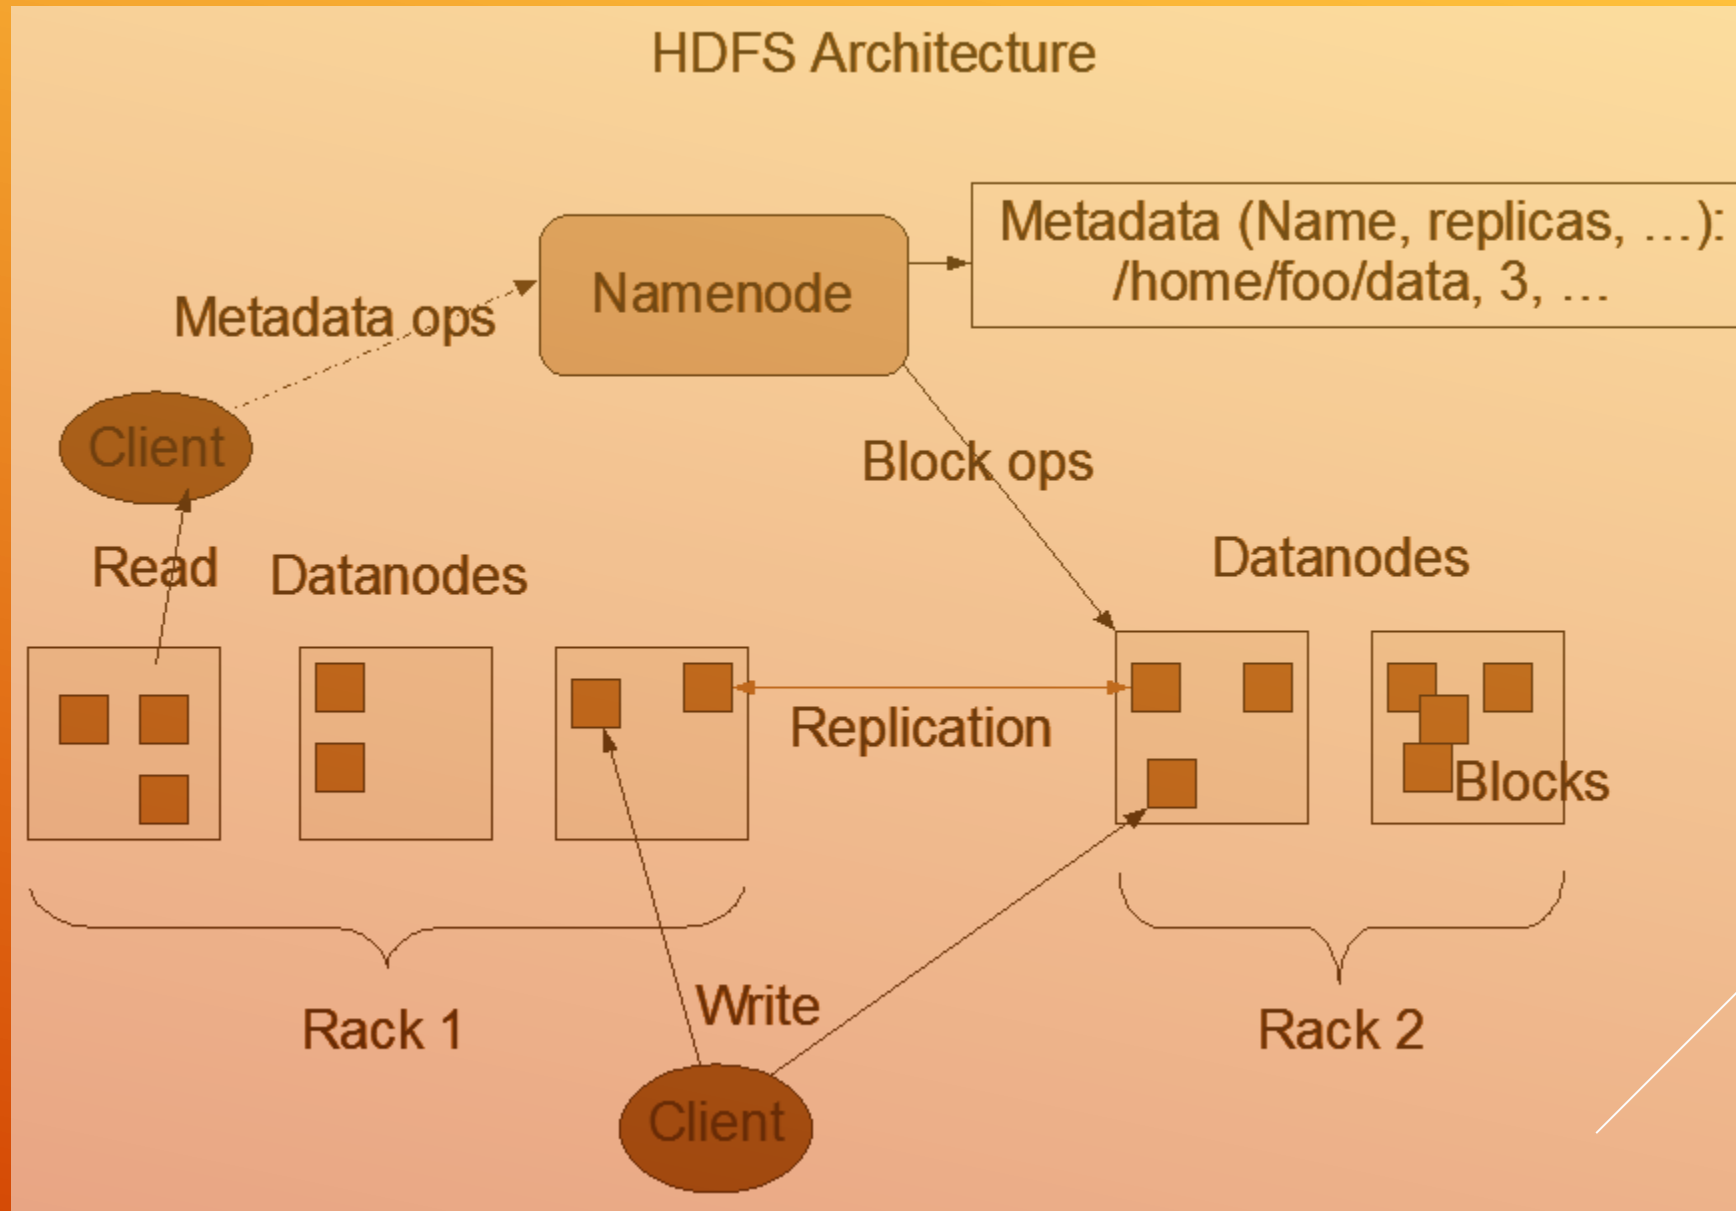 HDFS Architecture
Metadata (Name, replicas, …):
/home/foo/data, 3, …
Namenode
Metadata ops
Client
Block ops
Read
Datanodes
Datanodes
Replication
Blocks
Rack 1
Write
Rack 2
Client